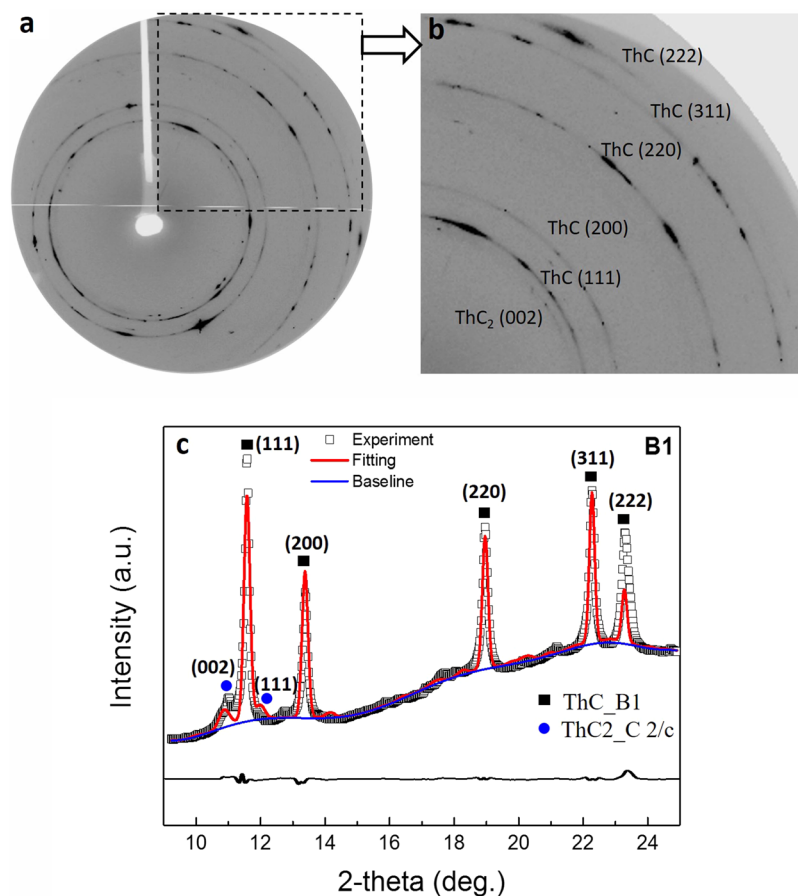 a
b
ThC (222)
ThC (311)
ThC (220)
ThC (200)
ThC (111)
ThC₂ (002)
c
B1
Experiment
Fitting
Baseline
(111)
(311)
(220)
(222)
(200)
(002)
(111)
ThC_B1
ThC2_C 2/c
Intensity (a.u.)
10 12 14 16 18 20 22 24
2-theta (deg.)